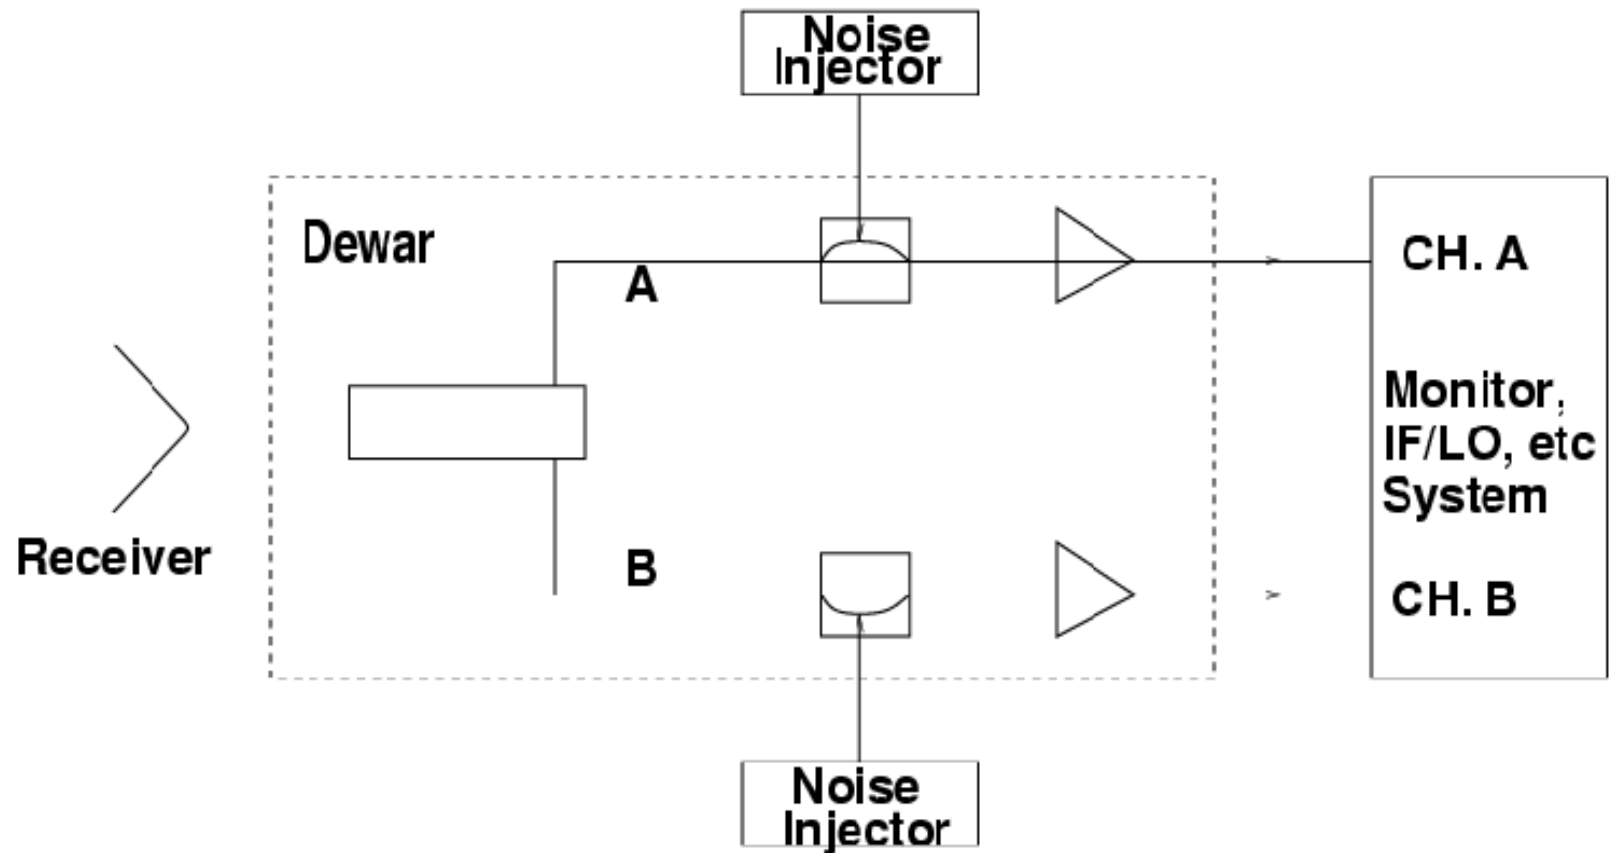 Noise
Injector
Dewar
A
CH. A
Monitor,
IF/LO, etc
System
Receiver
B
CH. B
Noise
Injector